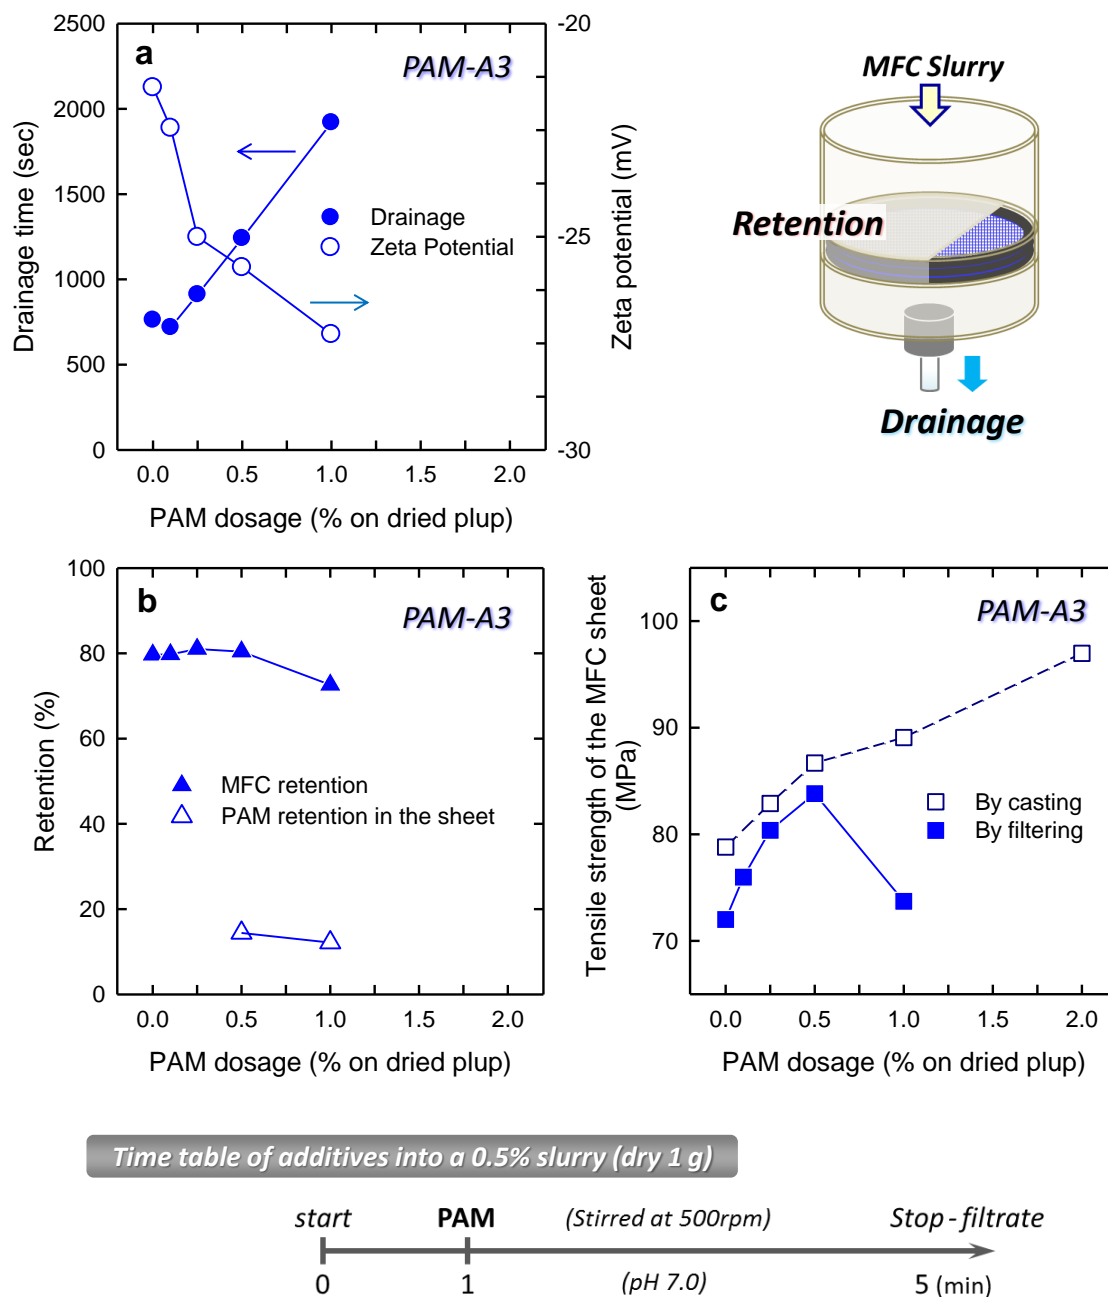 a
PAM-A3
2500
2000
1500
1000
500
0
Drainage time (sec)
-20
-25
-30
Zeta potential (mV)
Drainage
Zeta Potential
0.0 0.5 1.0 1.5 2.0
PAM dosage (% on dried plup)
MFC Slurry
Retention
Drainage
b
PAM-A3
100
80
60
40
20
0
Retention (%)
MFC retention
PAM retention in the sheet
0.0 0.5 1.0 1.5 2.0
PAM dosage (% on dried plup)
c
PAM-A3
100
90
80
70
Tensile strength of the MFC sheet
(MPa)
By casting
By filtering
0.0 0.5 1.0 1.5 2.0
PAM dosage (% on dried plup)
Time table of additives into a 0.5% slurry (dry 1 g)
start PAM (Stirred at 500rpm) Stop-filtrate
0 1 (pH 7.0) 5 (min)